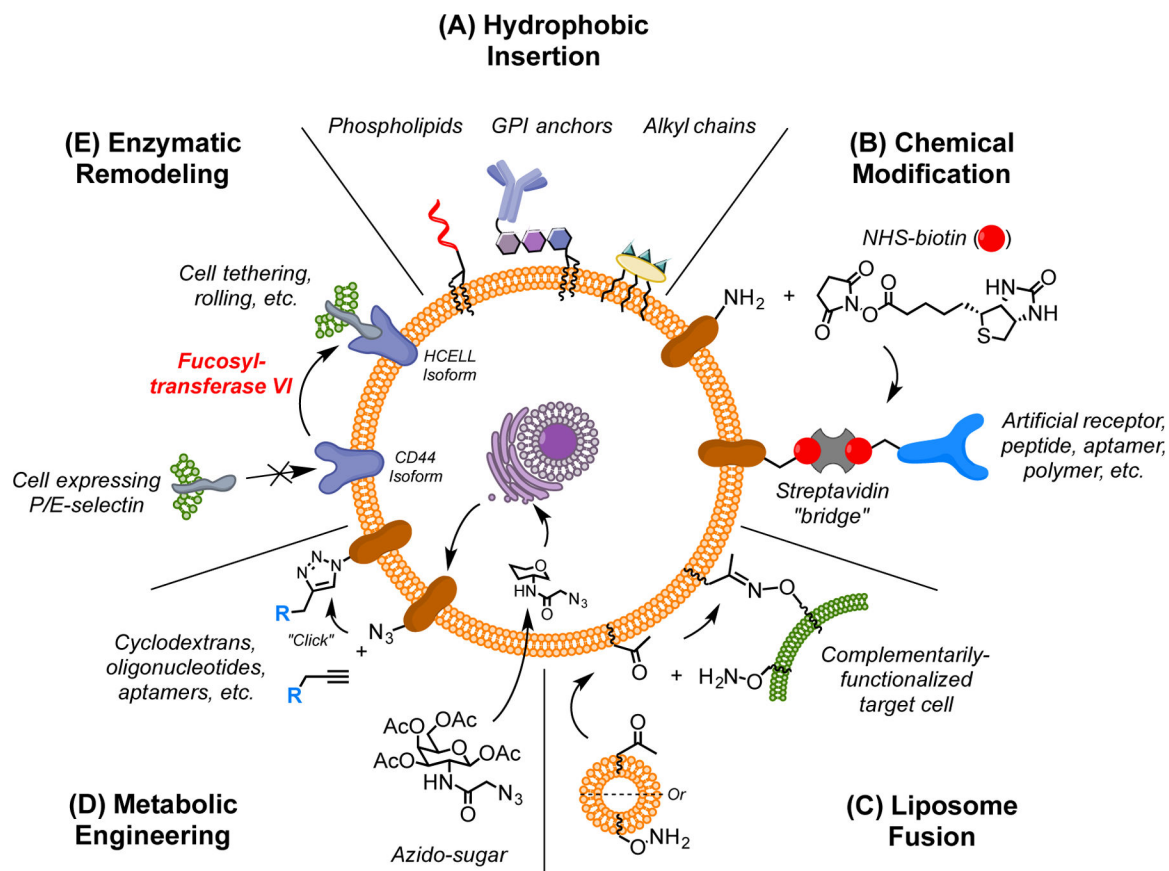 (A) Hydrophobic
Insertion
Phospholipids
GPI anchors
Alkyl chains
(B) Chemical
Modification
NHS-biotin ( )
NH2
+
O
N
O
O
O
O
HN
NH
S
Artificial receptor,
peptide, aptamer,
polymer, etc.
Streptavidin
"bridge"
(C) Liposome
Fusion
N
O
O
+
H2N
O
Complementarily-
functionalized
target cell
O
Or
O
NH2
(D) Metabolic
Engineering
N
N
N
R
"Click"
+
N3
R
Cyclodextrans,
oligonucleotides,
aptamers, etc.
O
HN
O
N3
AcO
OAc
O
AcO
OAc
HN
O
N3
Azido-sugar
(E) Enzymatic
Remodeling
Cell tethering,
rolling, etc.
HCELL
Isoform
Fucosyl-
transferase VI
CD44
Isoform
Cell expressing
P/E-selectin